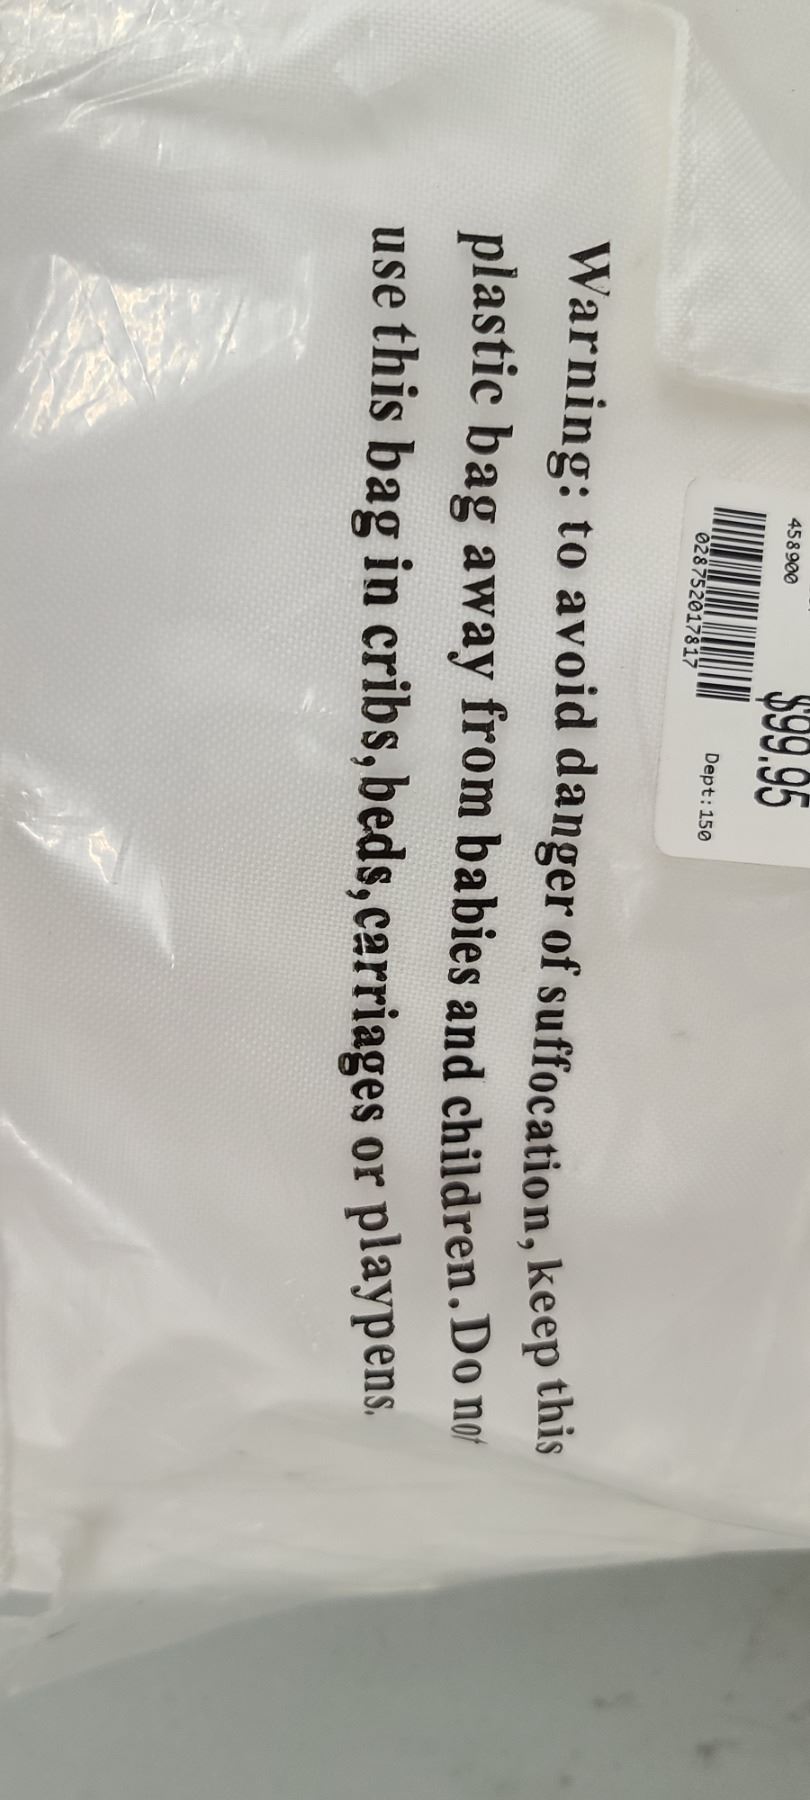 458900
$99.95
028752017817
Dept:150
Warning: to avoid danger of suffocation, keep this
plastic bag away from babies and children. Do not
use this bag in cribs, beds, carriages or playpens.